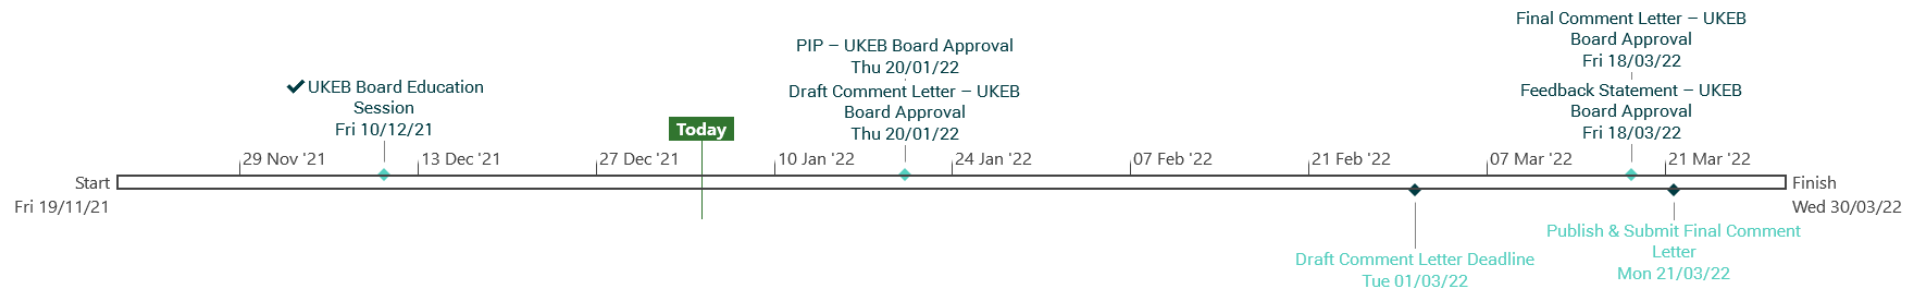 Final Comment Letter – UKEB
Board Approval
Fri 18/03/22
PIP – UKEB Board Approval
Thu 20/01/22
✔ UKEB Board Education
Session
Fri 10/12/21
Draft Comment Letter – UKEB
Board Approval
Thu 20/01/22
Feedback Statement – UKEB
Board Approval
Fri 18/03/22
Today
29 Nov '21
13 Dec '21
27 Dec '21
10 Jan '22
24 Jan '22
07 Feb '22
21 Feb '22
07 Mar '22
21 Mar '22
Start
Fri 19/11/21
Finish
Wed 30/03/22
Draft Comment Letter Deadline
Tue 01/03/22
Publish & Submit Final Comment
Letter
Mon 21/03/22